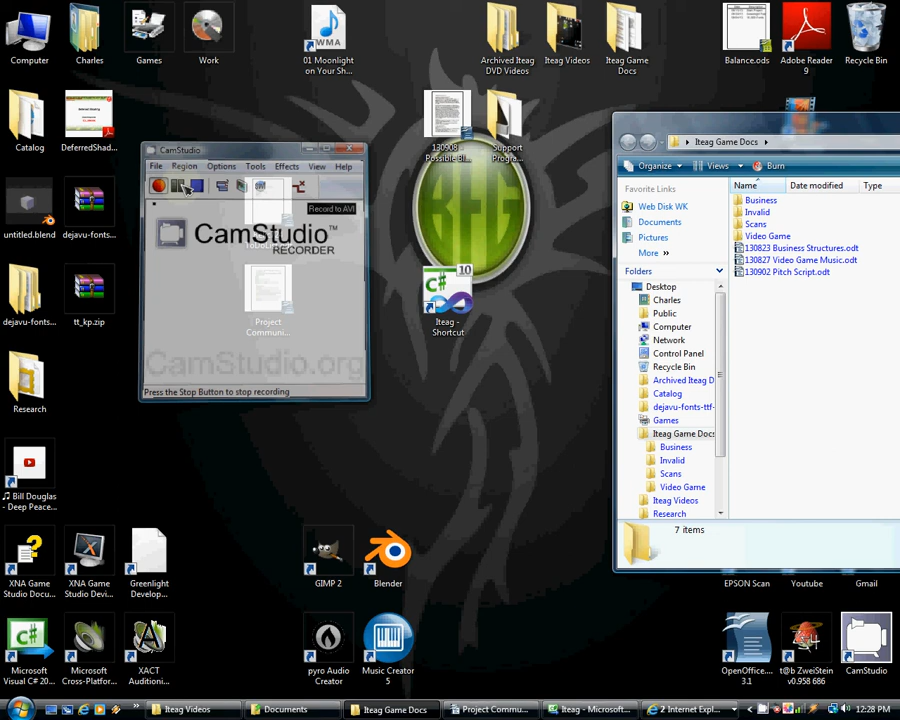 Computer
Charles
Games
Work
01 Moonlight
on Your Sh...
WMA
Archived Iteag
DVD Videos
Iteag Videos
Iteag Game
Docs
Balance.ods
Adobe Reader
9
Recycle Bin
Catalog
DeferredShad...
130908 -
Possible Bl...
Support
Progra...
untitled.blend
dejavu-fonts...
dejavu-fonts...
tt_kp.zip
Research
♫ Bill Douglas
- Deep Peace...
CamStudio
File Region Options Tools Effects View Help
Record to AVI
CamStudio™
RECORDER
Project
Communi...
CamStudio.org
Press the Stop Button to stop recording
C#
10
Iteag -
Shortcut
Iteag Game Docs
Organize Views Burn
Favorite Links
Web Disk WK
Documents
Pictures
More »
Folders
Desktop
Charles
Public
Computer
Network
Control Panel
Recycle Bin
Archived Iteag D
Catalog
dejavu-fonts-ttf-
Games
Iteag Game Docs
Business
Invalid
Scans
Video Game
Iteag Videos
Research
Name Date modified Type
Business
Invalid
Scans
Video Game
130823 Business Structures.odt
130827 Video Game Music.odt
130902 Pitch Script.odt
7 items
XNA Game
Studio Docu...
XNA Game
Studio Devi...
Greenlight
Develop...
GIMP 2
Blender
EPSON Scan
Youtube
Gmail
C#
Microsoft
Visual C# 20...
Microsoft
Cross-Platfor...
XACT
Auditioni...
pyro Audio
Creator
Music Creator
5
OpenOffice....
3.1
t@b ZweiStein
v0.958 686
CamStudio
Iteag Videos
Documents
Iteag Game Docs
Project Commu...
Iteag - Microsoft...
2 Internet Expl...
12:28 PM